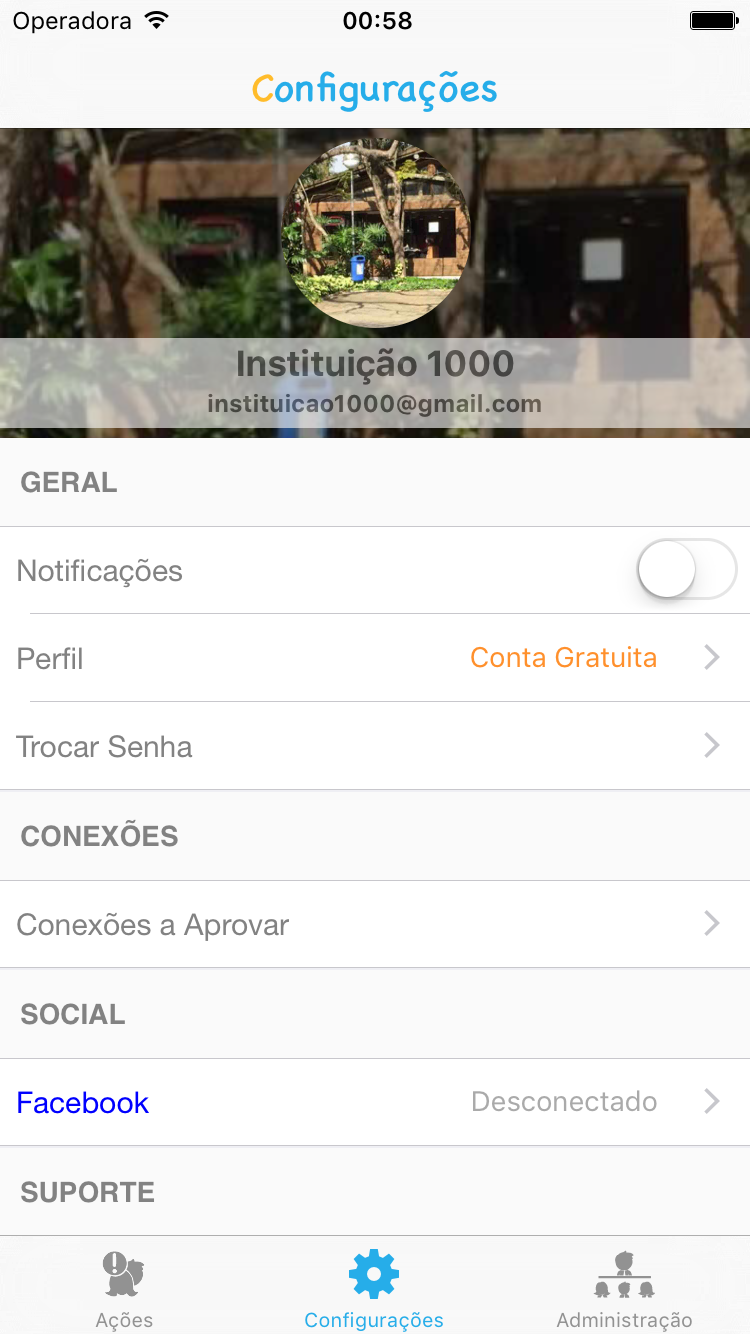 Operadora 00:58
Configurações
Instituição 1000
instituicao1000@gmail.com
GERAL
Notificações
Perfil Conta Gratuita
Trocar Senha
CONEXÕES
Conexões a Aprovar
SOCIAL
Facebook Desconectado
SUPORTE
Ações Configurações Administração